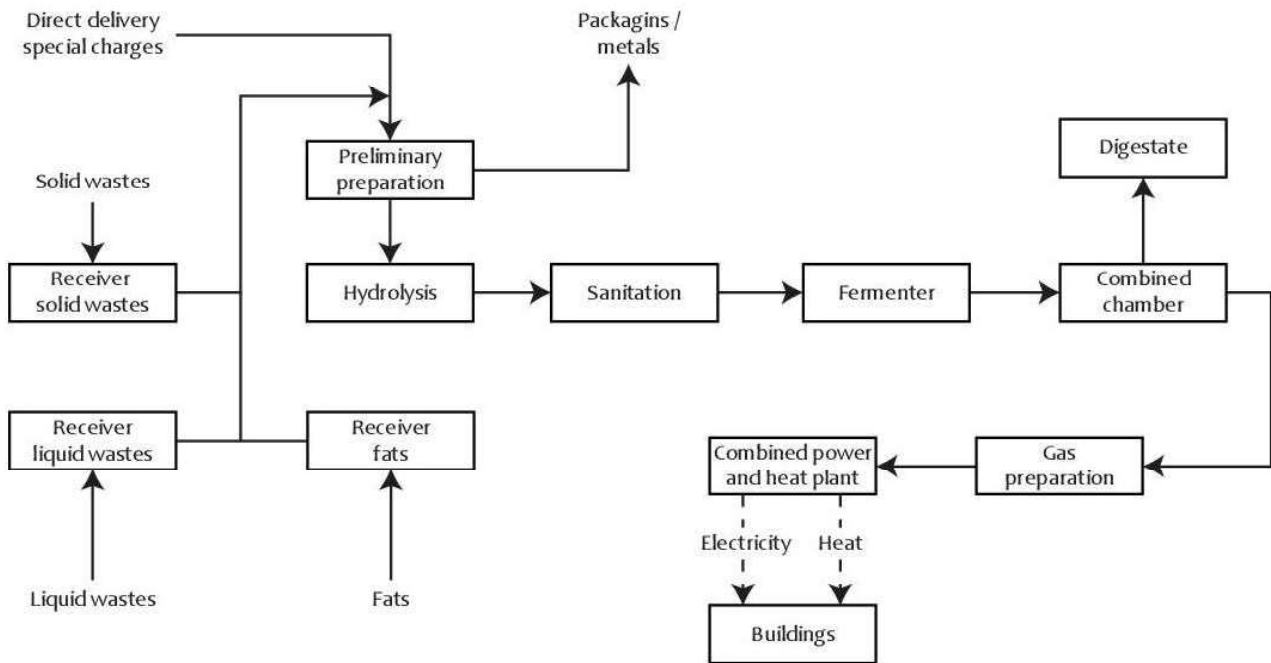 Direct delivery
special charges
Packagins /
metals
Preliminary
preparation
Digestate
Solid wastes
Receiver
solid wastes
Hydrolysis
Sanitation
Fermenter
Combined
chamber
Receiver
liquid wastes
Receiver
fats
Combined power
and heat plant
Gas
preparation
Electricity
Heat
Liquid wastes
Fats
Buildings